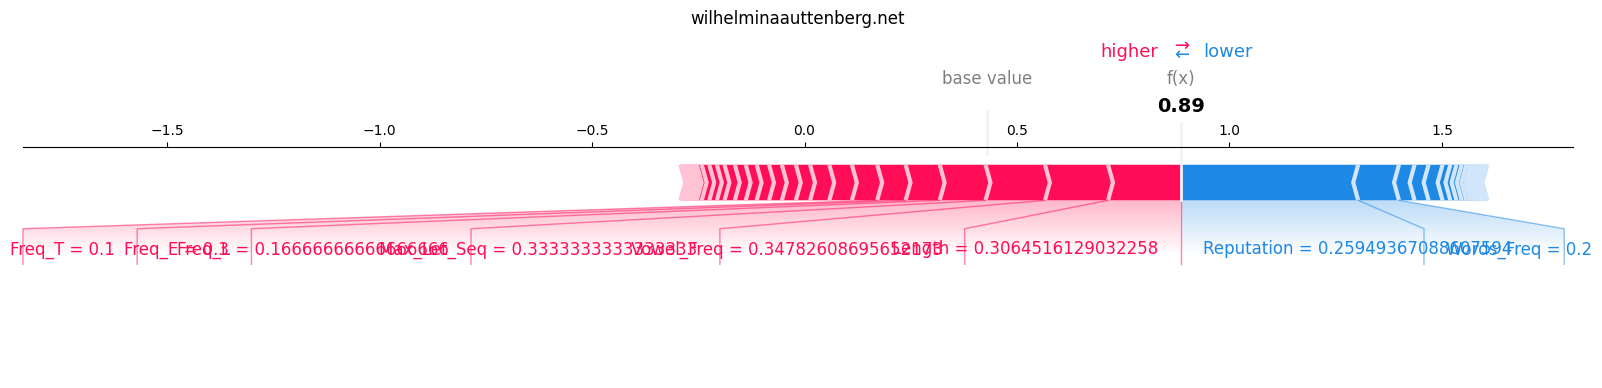 wilhelminaauttenberg.net
higher → ← lower
base value f(x)
0.89
−1.5 −1.0 −0.5 0.0 0.5 1.0 1.5
Freq_T = 0.1 Freq_E = 0.3 Freq_L = 0.16666666666666666 Max_Let_Seq = 0.3333333333333333 Vowel_Freq = 0.34782608695652173 Length = 0.3064516129032258 Reputation = 0.25949367088607594 Words_Freq = 0.2